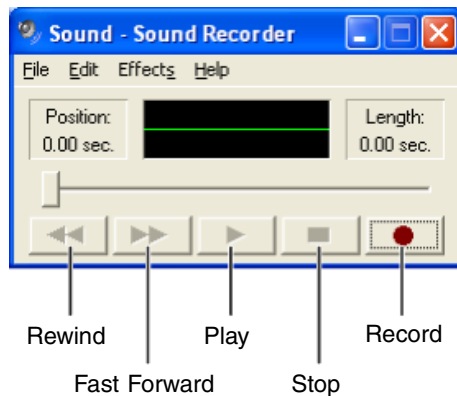 Sound - Sound Recorder
File Edit Effects Help
Position:
0.00 sec.
Length:
0.00 sec.
Rewind
Play
Record
Fast Forward
Stop